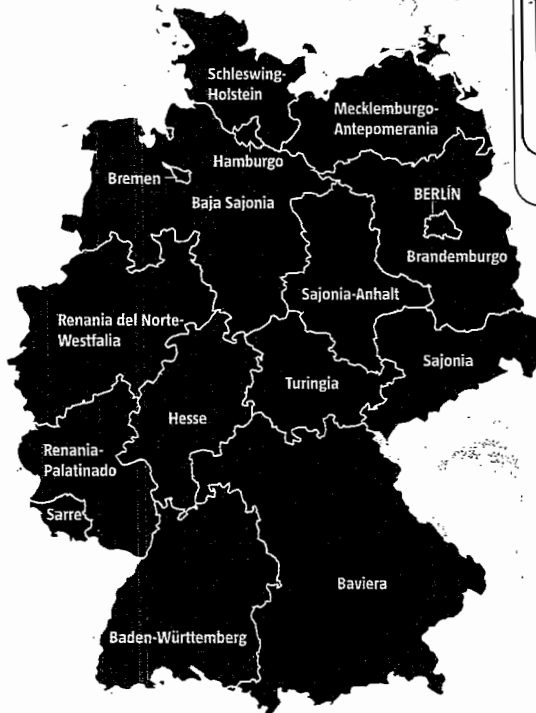 Schleswing-
Holstein
Mecklemburgo-
Antepomerania
Hamburgo
Bremen
BERLÍN
Baja Sajonia
Brandemburgo
Sajonia-Anhalt
Renania del Norte-
Westfalia
Sajonia
Turingia
Hesse
Renania-
Palatinado
Sarre
Baviera
Baden-Württemberg